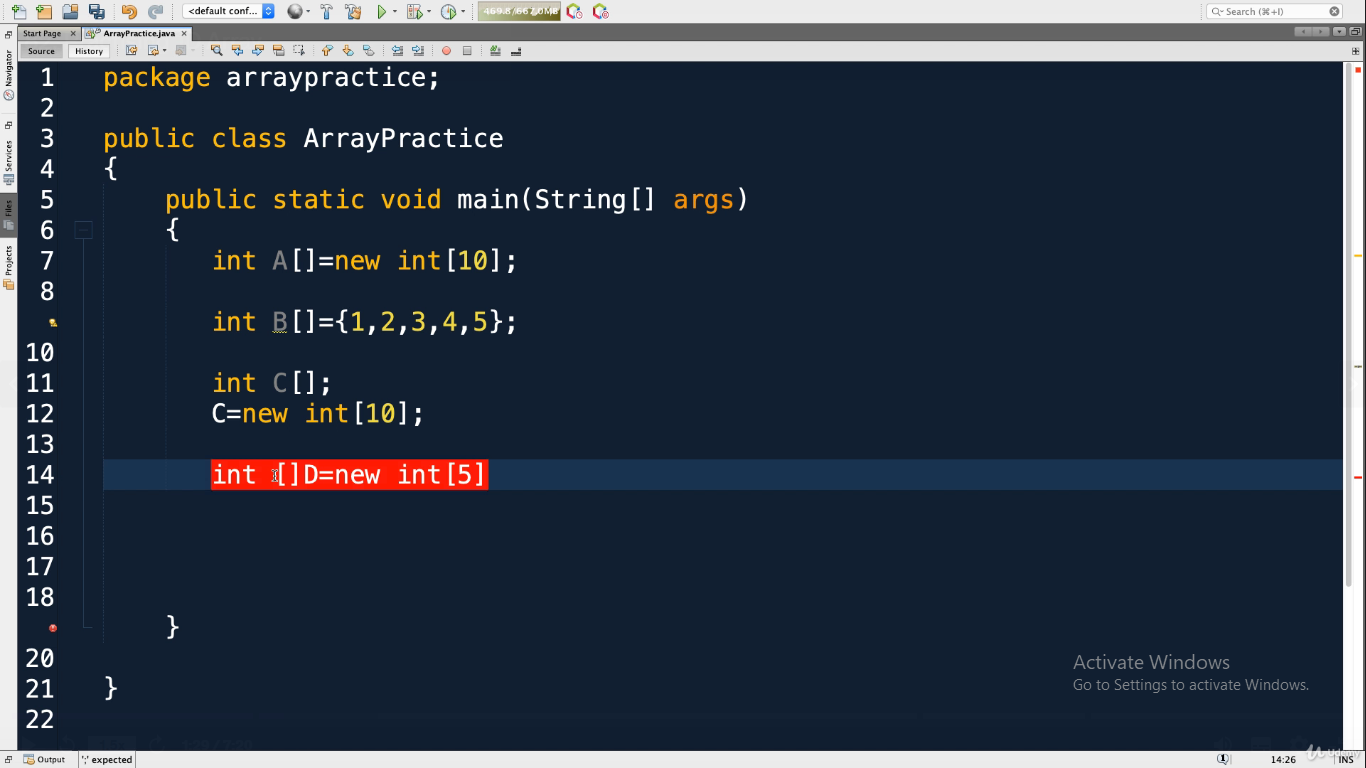 <default conf...
469.8/667.0MB
Search (⌘+I)
Start Page
ArrayPractice.java
Source
History
Navigator
Services
Files
Projects
1 package arraypractice;
2
3 public class ArrayPractice
4 {
5 public static void main(String[] args)
6 {
7 int A[]=new int[10];
8
int B[]={1,2,3,4,5};
10
11 int C[];
12 C=new int[10];
13
14 int []D=new int[5]
15
16
17
18
}
20
21 }
22
Activate Windows
Go to Settings to activate Windows.
Output
';' expected
1
14:26
INS